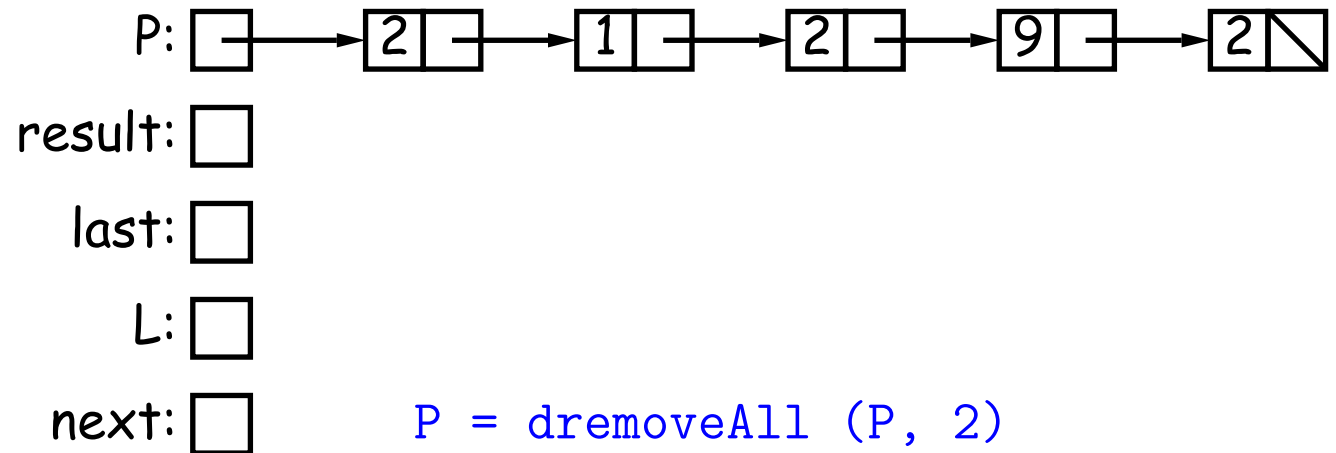 P: 2 1 2 9 2
result:
last:
L:
next:
P = dremoveAll (P, 2)